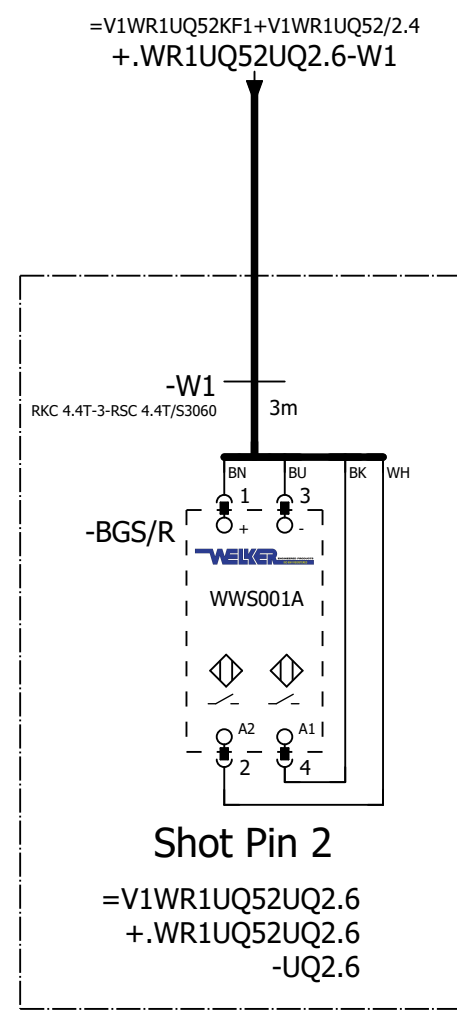 =V1WR1UQ52KF1+V1WR1UQ52/2.4
+.WR1UQ52UQ2.6-W1
-W1
RKC 4.4T-3-RSC 4.4T/S3060
3m
BN BU BK WH
1 3
-BGS/R
+ -
WELKER
WWS001A
A2 A1
2 4
Shot Pin 2
=V1WR1UQ52UQ2.6
+.WR1UQ52UQ2.6
-UQ2.6